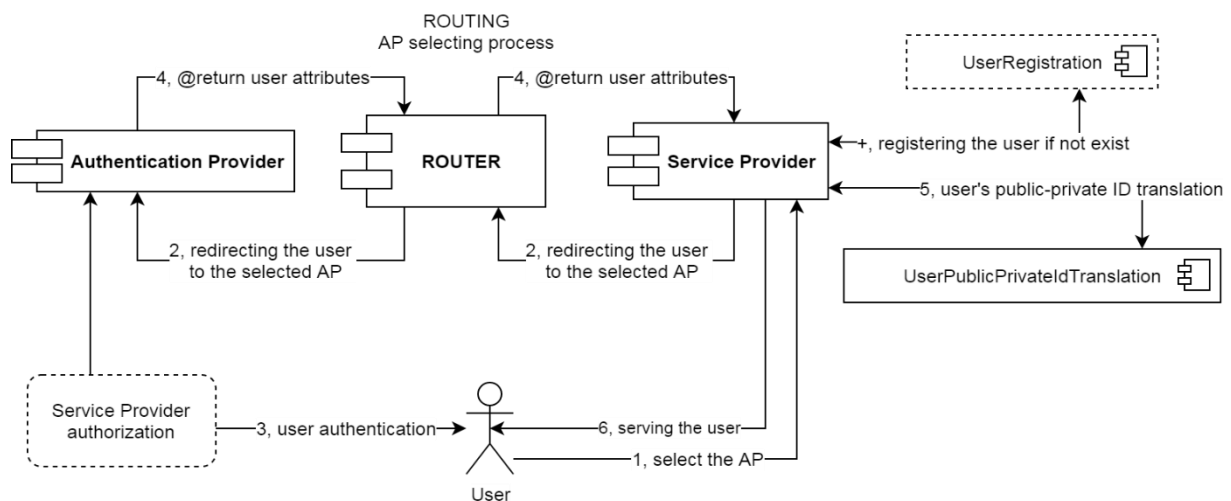 ROUTING
AP selecting process
UserRegistration
4, @return user attributes
4, @return user attributes
Authentication Provider
ROUTER
Service Provider
+, registering the user if not exist
5, user's public-private ID translation
2, redirecting the user
to the selected AP
2, redirecting the user
to the selected AP
UserPublicPrivateIdTranslation
Service Provider
authorization
3, user authentication
6, serving the user
1, select the AP
User